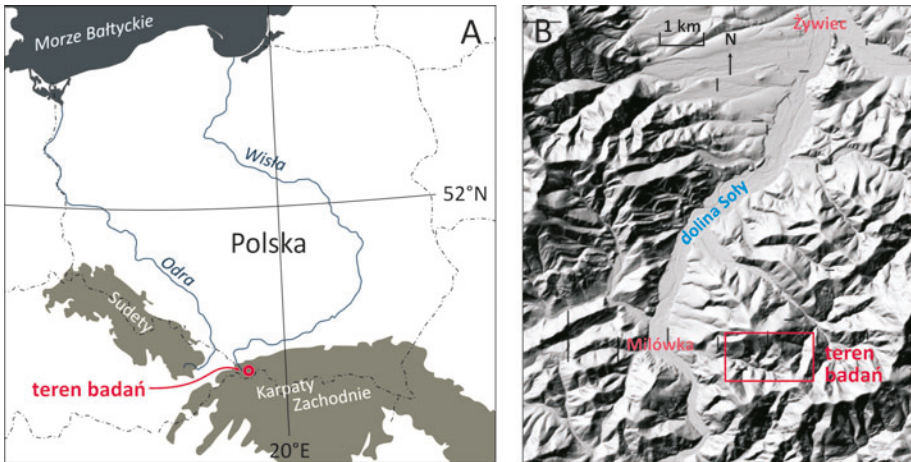 A
Morze Bałtyckie
Wisła
52°N
Polska
Odra
Sudety
teren badań
Karpaty
Zachodnie
20°E
B
1 km
N
Żywiec
dolina Soły
Milówka
teren
badań